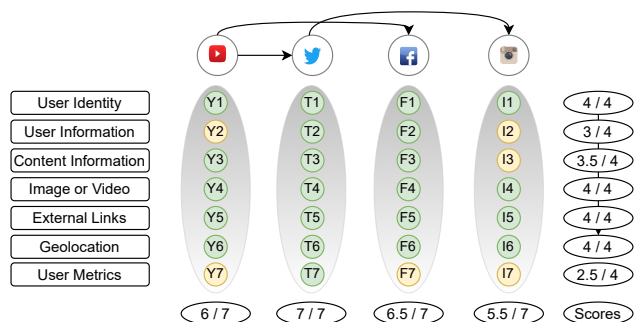 User Identity Y1 T1 F1 I1 4 / 4
User Information Y2 T2 F2 I2 3 / 4
Content Information Y3 T3 F3 I3 3.5 / 4
Image or Video Y4 T4 F4 I4 4 / 4
External Links Y5 T5 F5 I5 4 / 4
Geolocation Y6 T6 F6 I6 4 / 4
User Metrics Y7 T7 F7 I7 2.5 / 4
6 / 7 7 / 7 6.5 / 7 5.5 / 7 Scores